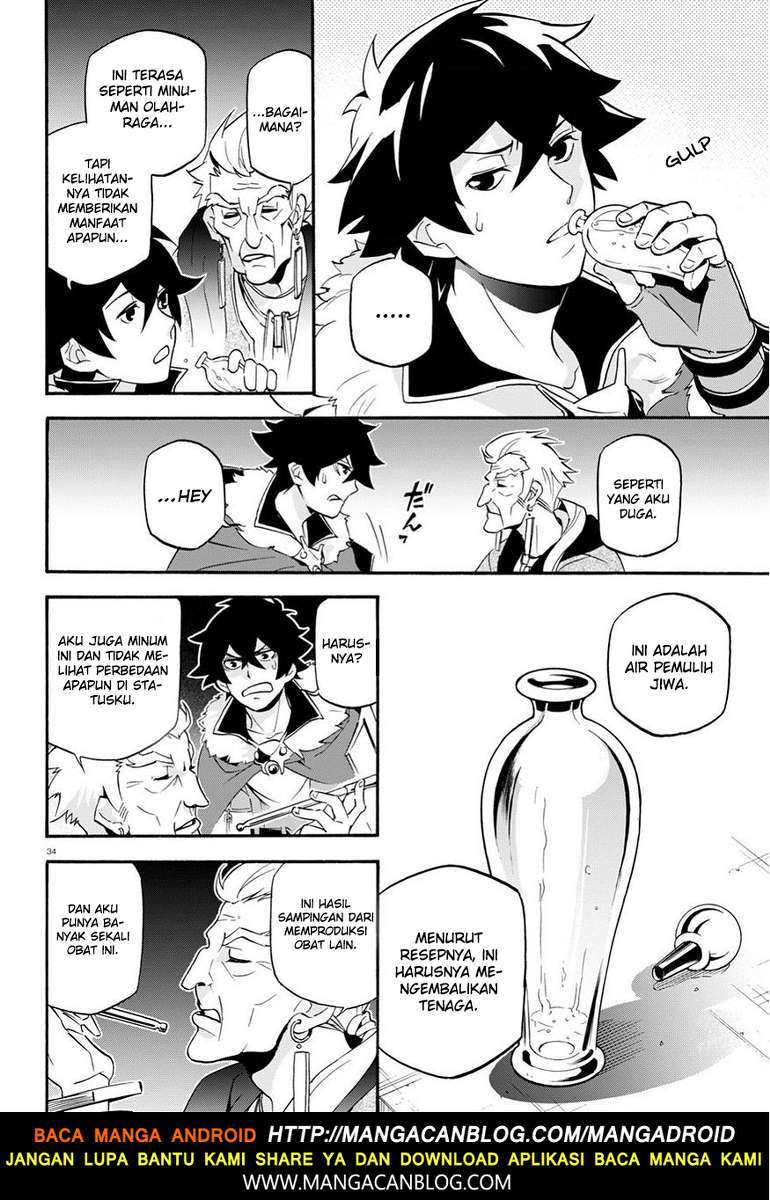 GULP
.....
...BAGAI-
MANA?
INI TERASA
SEPERTI MINU-
MAN OLAH-
RAGA...
TAPI
KELIHATAN-
NYA TIDAK
MEMBERIKAN
MANFAAT
APAPUN...
SEPERTI
YANG AKU
DUGA.
だんっ
...HEY
INI ADALAH
AIR PEMULIH
JIWA.
MENURUT
RESEPNYA, INI
HARUSNYA ME-
NGEMBALIKAN
TENAGA.
HARUS-
NYA?
AKU JUGA MINUM
INI DAN TIDAK ME-
LIHAT PERBEDAAN
APAPUN DI STA-
TUSKU.
34
INI HASIL
SAMPINGAN DARI
MEMPRODUKSI
OBAT LAIN.
DAN AKU
PUNYA BA-
NYAK SEKALI
OBAT INI.
BACA MANGA ANDROID HTTP://MANGACANBLOG.COM/MANGADROID
JANGAN LUPA BANTU KAMI SHARE YA DAN DOWNLOAD APLIKASI BACA MANGA KAMI
WWW.MANGACANBLOG.COM